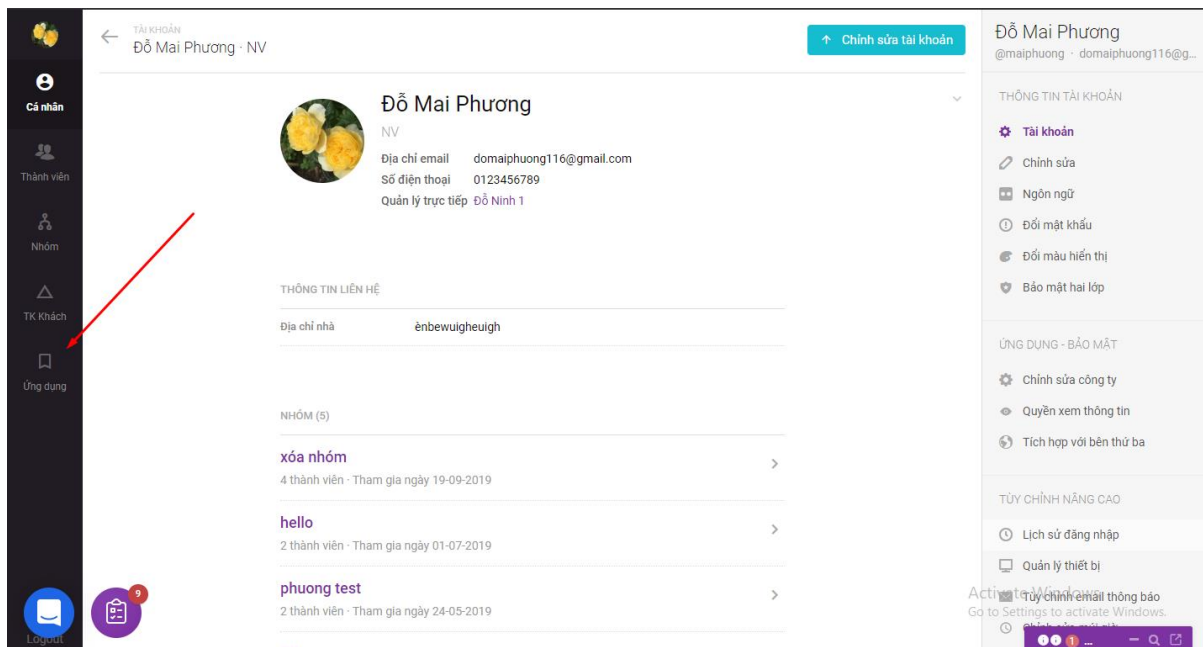 Cá nhân
Thành viên
Nhóm
TK Khách
Ứng dụng
Logout
9
TÀI KHOẢN
Đỗ Mai Phương · NV
Chỉnh sửa tài khoản
Đỗ Mai Phương
NV
Địa chỉ email domaiphuong116@gmail.com
Số điện thoại 0123456789
Quản lý trực tiếp Đỗ Ninh 1
THÔNG TIN LIÊN HỆ
Địa chỉ nhà ènbewuigheuigh
NHÓM (5)
xóa nhóm
4 thành viên · Tham gia ngày 19-09-2019
hello
2 thành viên · Tham gia ngày 01-07-2019
phuong test
2 thành viên · Tham gia ngày 24-05-2019
Đỗ Mai Phương
@maiphuong · domaiphuong116@g...
THÔNG TIN TÀI KHOẢN
Tài khoản
Chỉnh sửa
Ngôn ngữ
Đổi mật khẩu
Đổi màu hiển thị
Bảo mật hai lớp
ỨNG DỤNG - BẢO MẬT
Chỉnh sửa công ty
Quyền xem thông tin
Tích hợp với bên thứ ba
TÙY CHỈNH NÂNG CAO
Lịch sử đăng nhập
Quản lý thiết bị
Tùy chỉnh email thông báo
Activate Windows
Go to Settings to activate Windows.
1 ...